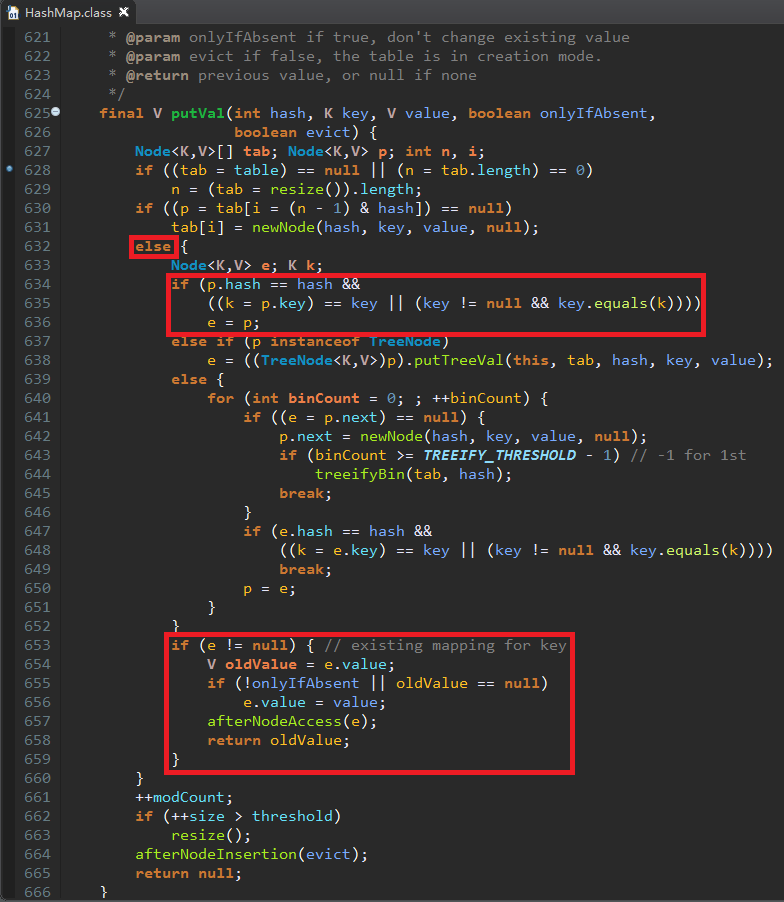 HashMap.class
621 * @param onlyIfAbsent if true, don't change existing value
622 * @param evict if false, the table is in creation mode.
623 * @return previous value, or null if none
624 */
625 final V putVal(int hash, K key, V value, boolean onlyIfAbsent,
626 boolean evict) {
627 Node<K,V>[] tab; Node<K,V> p; int n, i;
628 if ((tab = table) == null || (n = tab.length) == 0)
629 n = (tab = resize()).length;
630 if ((p = tab[i = (n - 1) & hash]) == null)
631 tab[i] = newNode(hash, key, value, null);
632 else {
633 Node<K,V> e; K k;
634 if (p.hash == hash &&
635 ((k = p.key) == key || (key != null && key.equals(k))))
636 e = p;
637 else if (p instanceof TreeNode)
638 e = ((TreeNode<K,V>)p).putTreeVal(this, tab, hash, key, value);
639 else {
640 for (int binCount = 0; ; ++binCount) {
641 if ((e = p.next) == null) {
642 p.next = newNode(hash, key, value, null);
643 if (binCount >= TREEIFY_THRESHOLD - 1) // -1 for 1st
644 treeifyBin(tab, hash);
645 break;
646 }
647 if (e.hash == hash &&
648 ((k = e.key) == key || (key != null && key.equals(k))))
649 break;
650 p = e;
651 }
652 }
653 if (e != null) { // existing mapping for key
654 V oldValue = e.value;
655 if (!onlyIfAbsent || oldValue == null)
656 e.value = value;
657 afterNodeAccess(e);
658 return oldValue;
659 }
660 }
661 ++modCount;
662 if (++size > threshold)
663 resize();
664 afterNodeInsertion(evict);
665 return null;
666 }